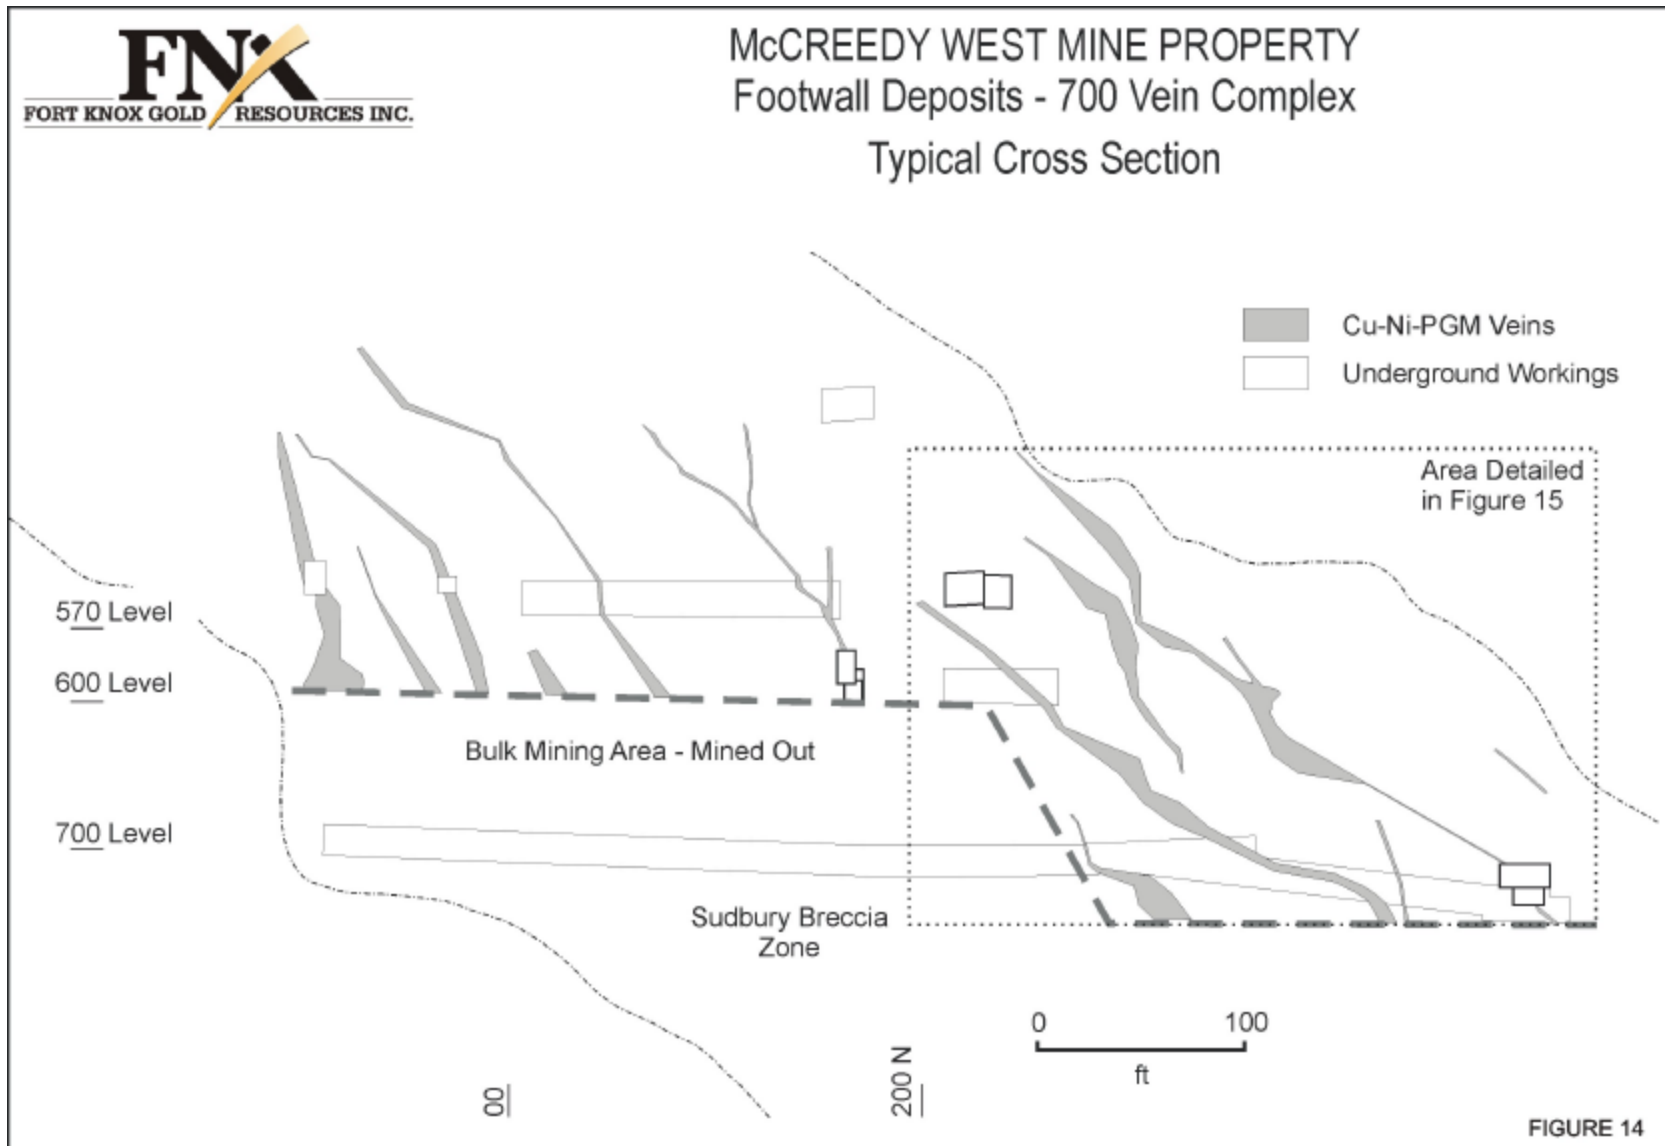 FNX
FORT KNOX GOLD RESOURCES INC.
McCREEDY WEST MINE PROPERTY
Footwall Deposits - 700 Vein Complex
Typical Cross Section
Cu-Ni-PGM Veins
Underground Workings
Area Detailed
in Figure 15
570 Level
600 Level
Bulk Mining Area - Mined Out
700 Level
Sudbury Breccia
Zone
0 100
ft
00
200 N
FIGURE 14